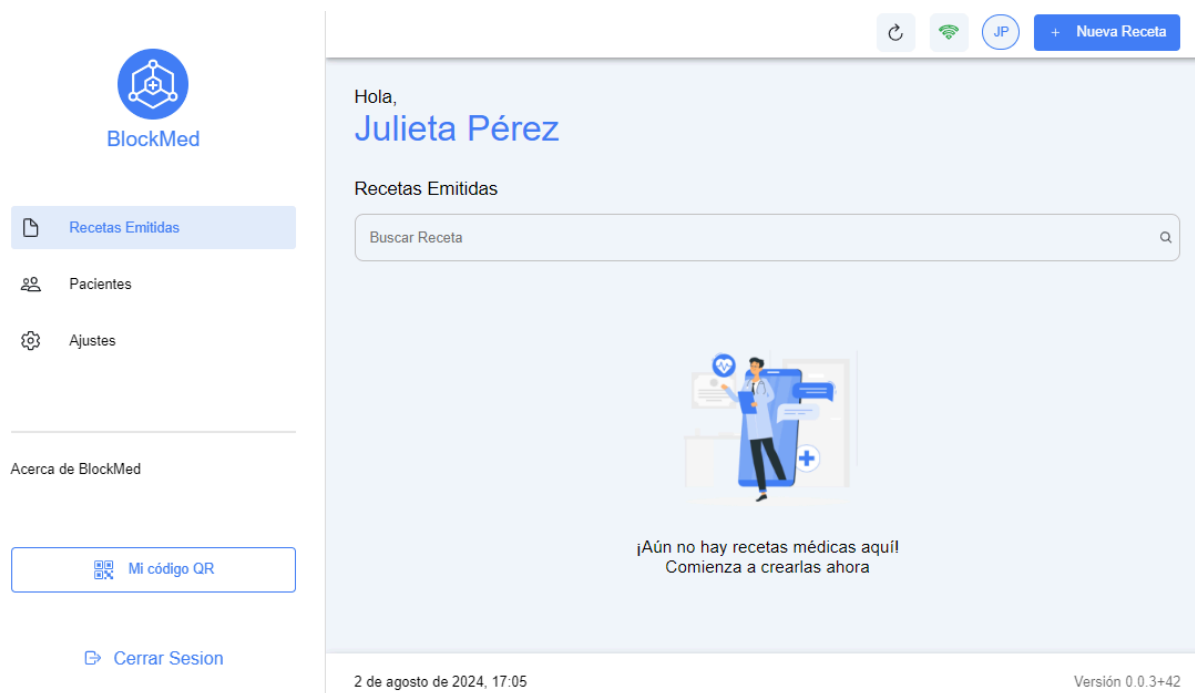 BlockMed
Recetas Emitidas
Pacientes
Ajustes
Acerca de BlockMed
Mi código QR
Cerrar Sesion
JP
+ Nueva Receta
Hola,
Julieta Pérez
Recetas Emitidas
Buscar Receta
¡Aún no hay recetas médicas aquí!
Comienza a crearlas ahora
2 de agosto de 2024, 17:05
Versión 0.0.3+42